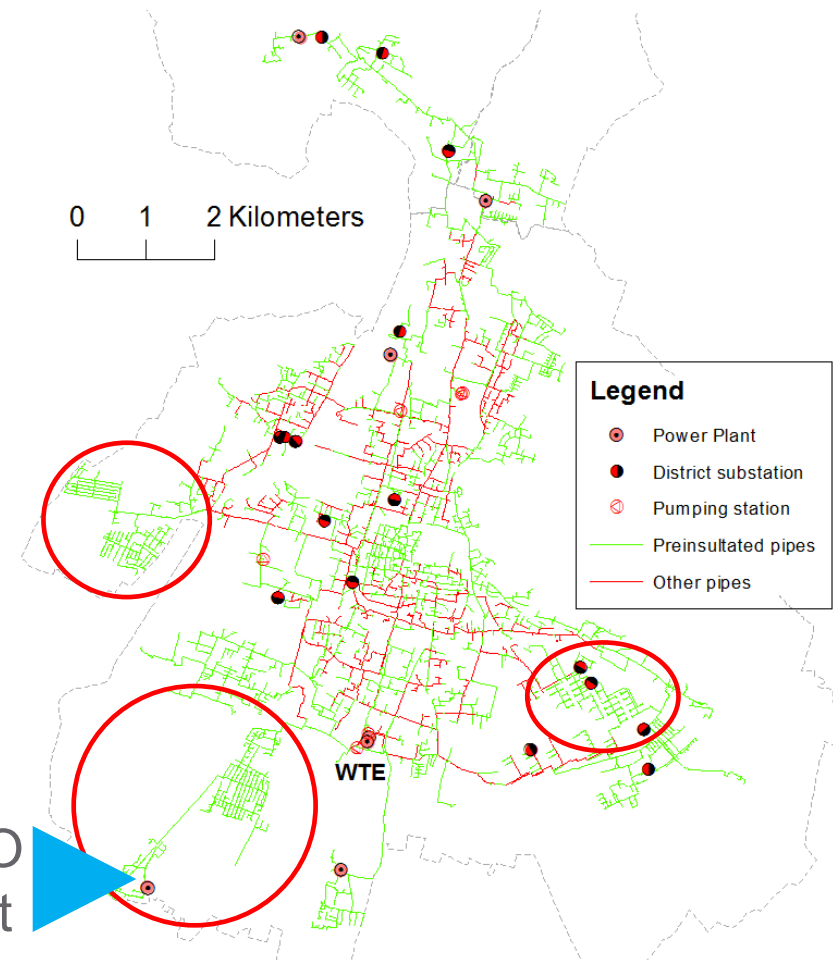 0 1 2 Kilometers
Legend
Power Plant
District substation
Pumping station
Preinsultated pipes
Other pipes
WTE